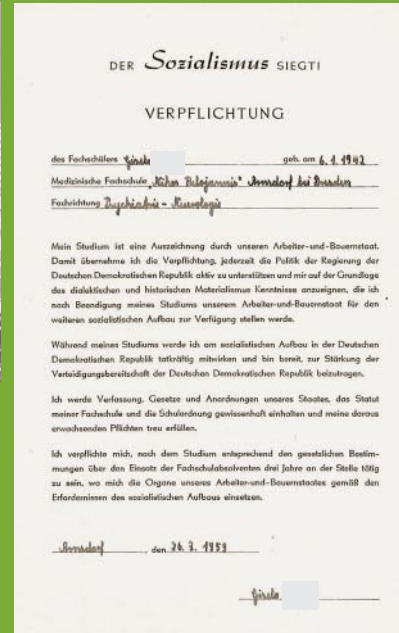 DER Sozialismus SIEGT!
VERPFLICHTUNG
des Fachschülers Gisela geb. am 6. 1. 1942
Medizinische Fachschule „Nikos Belojannis" Arnsdorf bei Dresden
Fachrichtung Psychiatrie - Neurologie
Mein Studium ist eine Auszeichnung durch unseren Arbeiter-und-Bauernstaat.
Damit übernehme ich die Verpflichtung, jederzeit die Politik der Regierung der
Deutschen Demokratischen Republik aktiv zu unterstützen und mir auf der Grundlage
des dialektischen und historischen Materialismus Kenntnisse anzueignen, die ich
nach Beendigung meines Studiums unserem Arbeiter-und-Bauernstaat für den
weiteren sozialistischen Aufbau zur Verfügung stellen werde.
Während meines Studiums werde ich am sozialistischen Aufbau in der Deutschen
Demokratischen Republik tatkräftig mitwirken und bin bereit, zur Stärkung der
Verteidigungsbereitschaft der Deutschen Demokratischen Republik beizutragen.
Ich werde Verfassung, Gesetze und Anordnungen unseres Staates, das Statut
meiner Fachschule und die Schulordnung gewissenhaft einhalten und meine daraus
erwachsenden Pflichten treu erfüllen.
Ich verpflichte mich, nach dem Studium entsprechend den gesetzlichen Bestim-
mungen über den Einsatz der Fachschulabsolventen drei Jahre an der Stelle tätig
zu sein, wo mich die Organe unseres Arbeiter-und-Bauernstaates gemäß den
Erfordernissen des sozialistischen Aufbaus einsetzen.
Arnsdorf, den 26. 3. 1959
Gisela